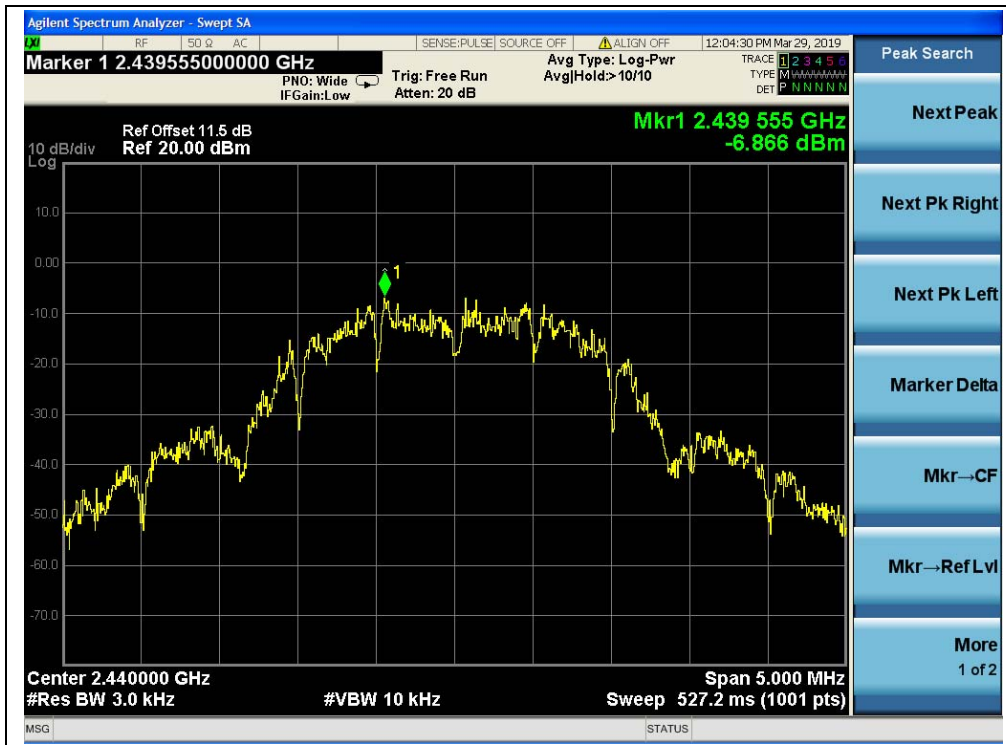 Agilent Spectrum Analyzer - Swept SA
LXI RF 50 Ω AC SENSE:PULSE SOURCE OFF ALIGN OFF 12:04:30 PM Mar 29, 2019
Marker 1 2.439555000000 GHz
PNO: Wide
IFGain:Low
Trig: Free Run
Atten: 20 dB
Avg Type: Log-Pwr
Avg|Hold:>10/10
TRACE 1 2 3 4 5 6
TYPE M
DET P N N N N N
Mkr1 2.439 555 GHz
-6.866 dBm
Ref Offset 11.5 dB
10 dB/div Ref 20.00 dBm
Log
10.0
0.00
1
-10.0
-20.0
-30.0
-40.0
-50.0
-60.0
-70.0
Center 2.440000 GHz Span 5.000 MHz
#Res BW 3.0 kHz #VBW 10 kHz Sweep 527.2 ms (1001 pts)
MSG STATUS
Peak Search
Next Peak
Next Pk Right
Next Pk Left
Marker Delta
Mkr→CF
Mkr→Ref Lvl
More
1 of 2